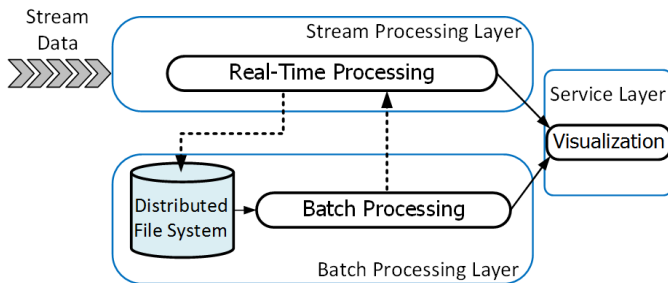 Stream
Data
Stream Processing Layer
Real-Time Processing
Service Layer
Visualization
Distributed
File System
Batch Processing
Batch Processing Layer